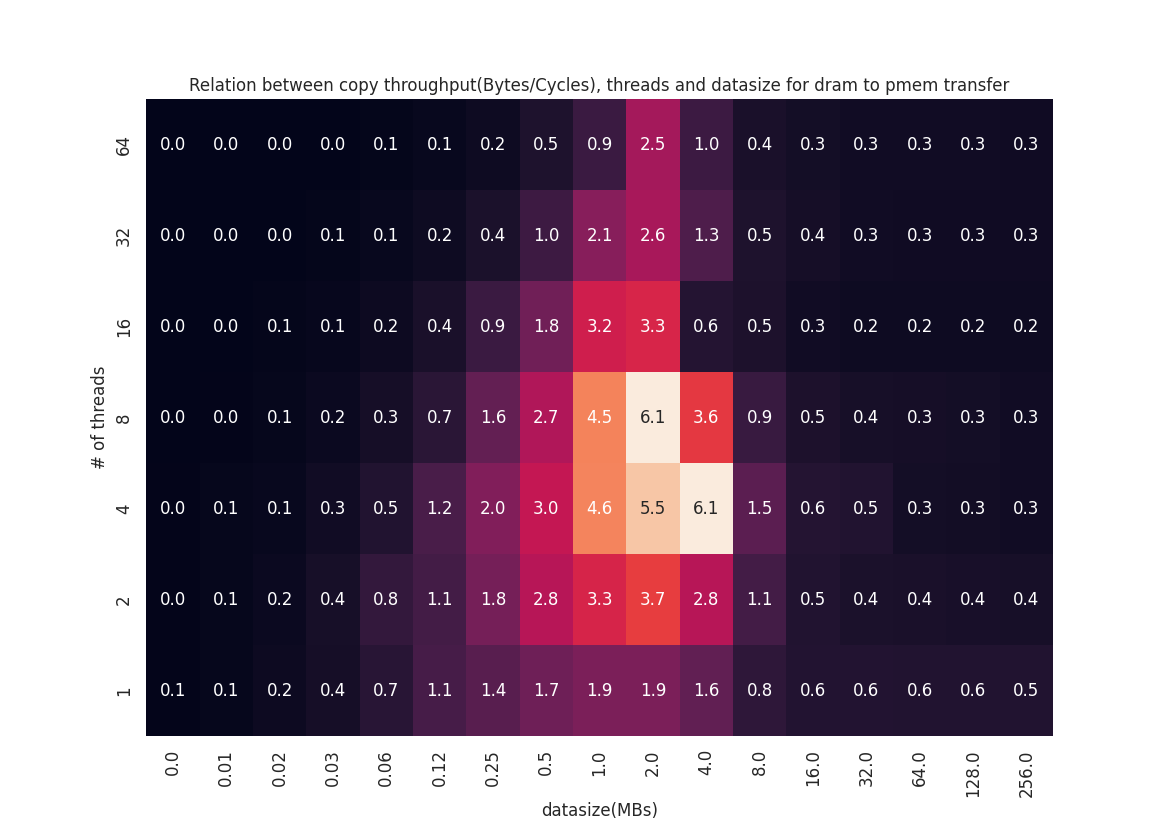 Relation between copy throughput(Bytes/Cycles), threads and datasize for dram to pmem transfer
# of threads
64 0.0 0.0 0.0 0.0 0.1 0.1 0.2 0.5 0.9 2.5 1.0 0.4 0.3 0.3 0.3 0.3 0.3
32 0.0 0.0 0.0 0.1 0.1 0.2 0.4 1.0 2.1 2.6 1.3 0.5 0.4 0.3 0.3 0.3 0.3
16 0.0 0.0 0.1 0.1 0.2 0.4 0.9 1.8 3.2 3.3 0.6 0.5 0.3 0.2 0.2 0.2 0.2
8 0.0 0.0 0.1 0.2 0.3 0.7 1.6 2.7 4.5 6.1 3.6 0.9 0.5 0.4 0.3 0.3 0.3
4 0.0 0.1 0.1 0.3 0.5 1.2 2.0 3.0 4.6 5.5 6.1 1.5 0.6 0.5 0.3 0.3 0.3
2 0.0 0.1 0.2 0.4 0.8 1.1 1.8 2.8 3.3 3.7 2.8 1.1 0.5 0.4 0.4 0.4 0.4
1 0.1 0.1 0.2 0.4 0.7 1.1 1.4 1.7 1.9 1.9 1.6 0.8 0.6 0.6 0.6 0.6 0.5
0.0 0.01 0.02 0.03 0.06 0.12 0.25 0.5 1.0 2.0 4.0 8.0 16.0 32.0 64.0 128.0 256.0
datasize(MBs)